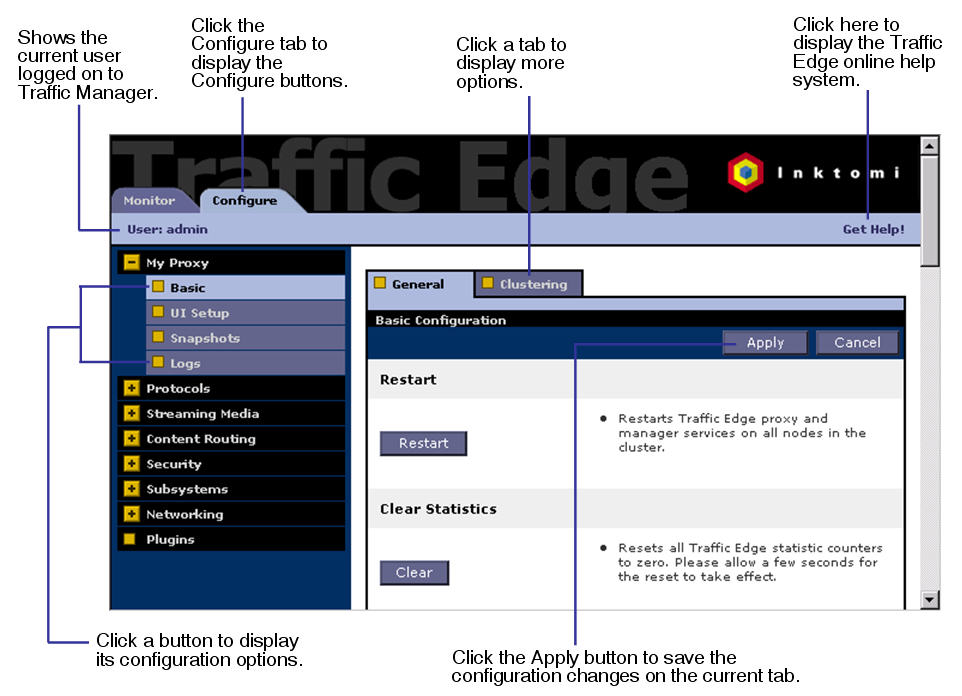 Shows the
current user
logged on to
Traffic Manager.
Click the
Configure tab to
display the
Configure buttons.
Click a tab to
display more
options.
Click here to
display the Traffic
Edge online help
system.
Traffic Edge
Inktomi
Monitor
Configure
User: admin
Get Help!
My Proxy
Basic
UI Setup
Snapshots
Logs
Protocols
Streaming Media
Content Routing
Security
Subsystems
Networking
Plugins
General
Clustering
Basic Configuration
Apply
Cancel
Restart
Restart
• Restarts Traffic Edge proxy and
manager services on all nodes in the
cluster.
Clear Statistics
Clear
• Resets all Traffic Edge statistic counters
to zero. Please allow a few seconds for
the reset to take effect.
Click a button to display
its configuration options.
Click the Apply button to save the
configuration changes on the current tab.